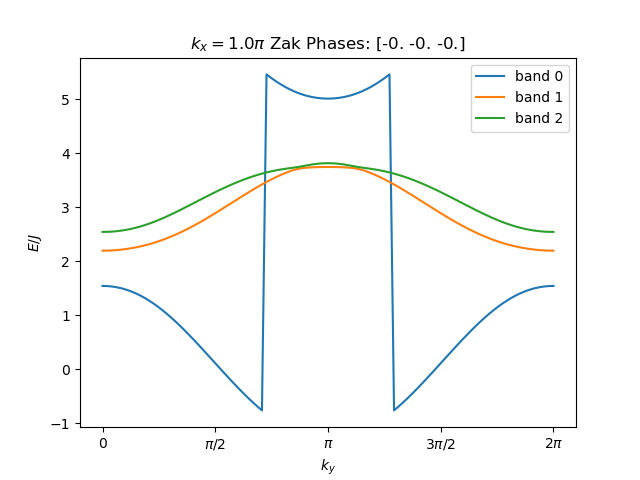 $k_x = 1.0\pi$ Zak Phases: [-0. -0. -0.]
band 0
band 1
band 2
E/J
5
4
3
2
1
0
−1
0
π/2
π
3π/2
2π
$k_y$